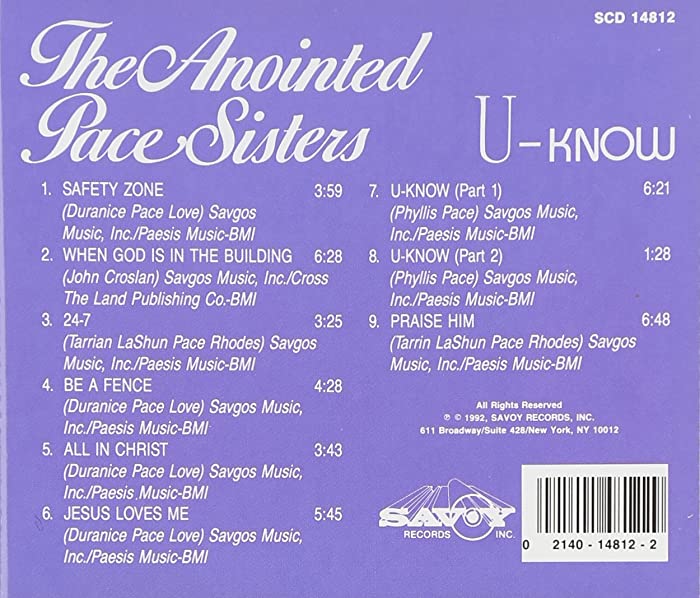 SCD 14812
The Anointed
Pace Sisters
U-KNOW
1. SAFETY ZONE 3:59
(Duranice Pace Love) Savgos
Music, Inc./Paesis Music-BMI
2. WHEN GOD IS IN THE BUILDING 6:28
(John Croslan) Savgos Music, Inc./Cross
The Land Publishing Co.-BMI
3. 24-7 3:25
(Tarrian LaShun Pace Rhodes) Savgos
Music, Inc./Paesis Music-BMI
4. BE A FENCE 4:28
(Duranice Pace Love) Savgos Music,
Inc./Paesis Music-BMI
5. ALL IN CHRIST 3:43
(Duranice Pace Love) Savgos Music,
Inc./Paesis Music-BMI
6. JESUS LOVES ME 5:45
(Duranice Pace Love) Savgos Music,
Inc./Paesis Music-BMI
7. U-KNOW (Part 1) 6:21
(Phyllis Pace) Savgos Music,
Inc./Paesis Music-BMI
8. U-KNOW (Part 2) 1:28
(Phyllis Pace) Savgos Music,
Inc./Paesis Music-BMI
9. PRAISE HIM 6:48
(Tarrin LaShun Pace Rhodes) Savgos
Music, Inc./Paesis Music-BMI
All Rights Reserved
℗ © 1992, SAVOY RECORDS, INC.
611 Broadway/Suite 428/New York, NY 10012
SAVOY
RECORDS INC.
0 2140 - 14812 - 2